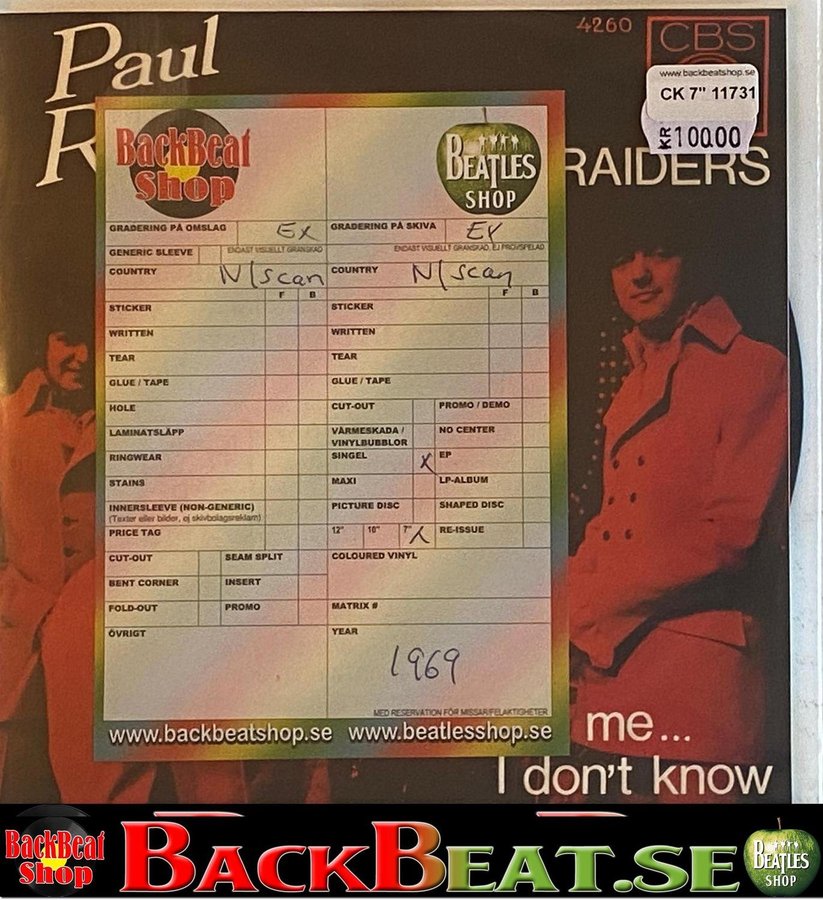 Paul
4260
CBS
www.backbeatshop.se
CK 7" 11731
KR 100.00
RAIDERS
BackBeat
Shop
BEATLES
SHOP
GRADERING PÅ OMSLAG Ex
GRADERING PÅ SKIVA Ex
GENERIC SLEEVE ENDAST VISUELLT GRANSKAD
ENDAST VISUELLT GRANSKAD, EJ PROVSPELAD
COUNTRY N/scan
COUNTRY N/scan
F B
F B
STICKER
STICKER
WRITTEN
WRITTEN
TEAR
TEAR
GLUE / TAPE
GLUE / TAPE
HOLE
CUT-OUT PROMO / DEMO
LAMINATSLÄPP
VÄRMESKADA / NO CENTER
VINYLBUBBLOR
RINGWEAR
SINGEL X EP
STAINS
MAXI LP-ALBUM
INNERSLEEVE (NON-GENERIC)
(Texter eller bilder, ej skivbolagsreklam)
PICTURE DISC SHAPED DISC
PRICE TAG
12" 10" 7" X RE-ISSUE
CUT-OUT SEAM SPLIT
COLOURED VINYL
BENT CORNER INSERT
FOLD-OUT PROMO
MATRIX #
ÖVRIGT
YEAR
1969
MED RESERVATION FÖR MISSAR/FELAKTIGHETER
www.backbeatshop.se www.beatlesshop.se
me...
I don't know
BackBeat
Shop
BACKBEAT.SE
BEATLES
SHOP